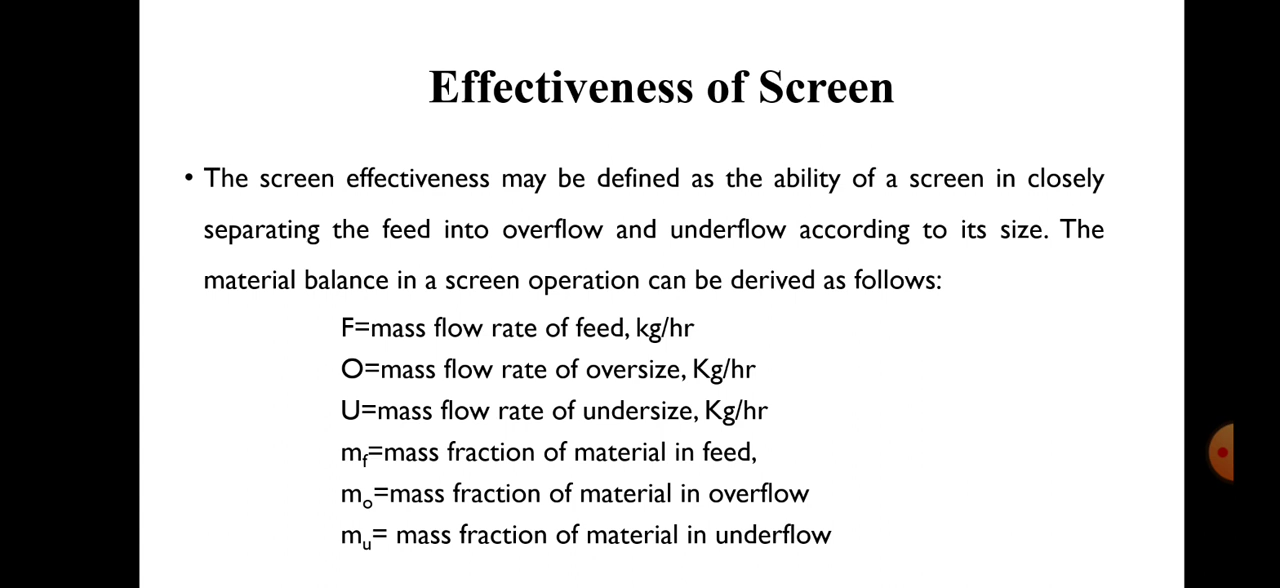 Effectiveness of Screen
• The screen effectiveness may be defined as the ability of a screen in closely
separating the feed into overflow and underflow according to its size. The
material balance in a screen operation can be derived as follows:
F=mass flow rate of feed, kg/hr
O=mass flow rate of oversize, Kg/hr
U=mass flow rate of undersize, Kg/hr
mf=mass fraction of material in feed,
mo=mass fraction of material in overflow
mu= mass fraction of material in underflow